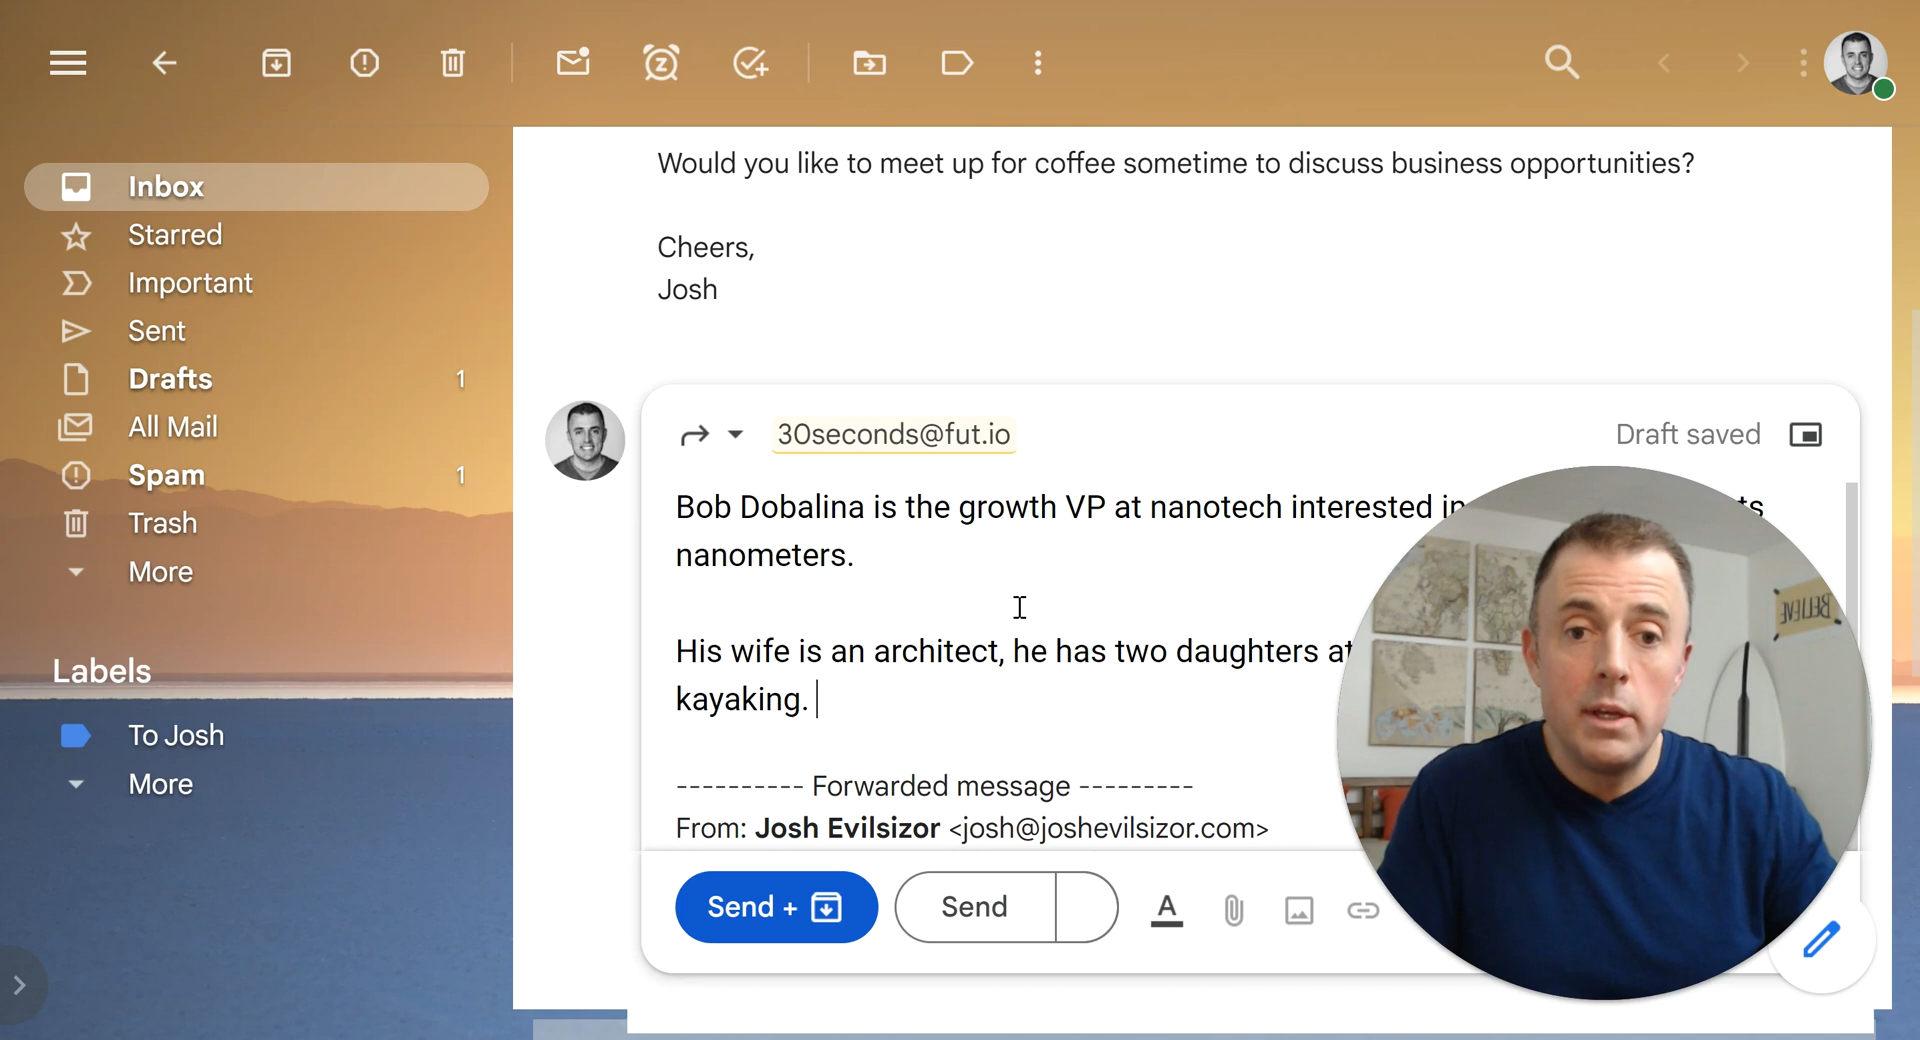 Inbox
Starred
Important
Sent
Drafts 1
All Mail
Spam 1
Trash
More
Labels
To Josh
More
Would you like to meet up for coffee sometime to discuss business opportunities?
Cheers,
Josh
30seconds@fut.io
Draft saved
Bob Dobalina is the growth VP at nanotech interested in
nanometers.
His wife is an architect, he has two daughters at
kayaking.
---------- Forwarded message ---------
From: Josh Evilsizor <josh@joshevilsizor.com>
Send +
Send
A
BELIEVE